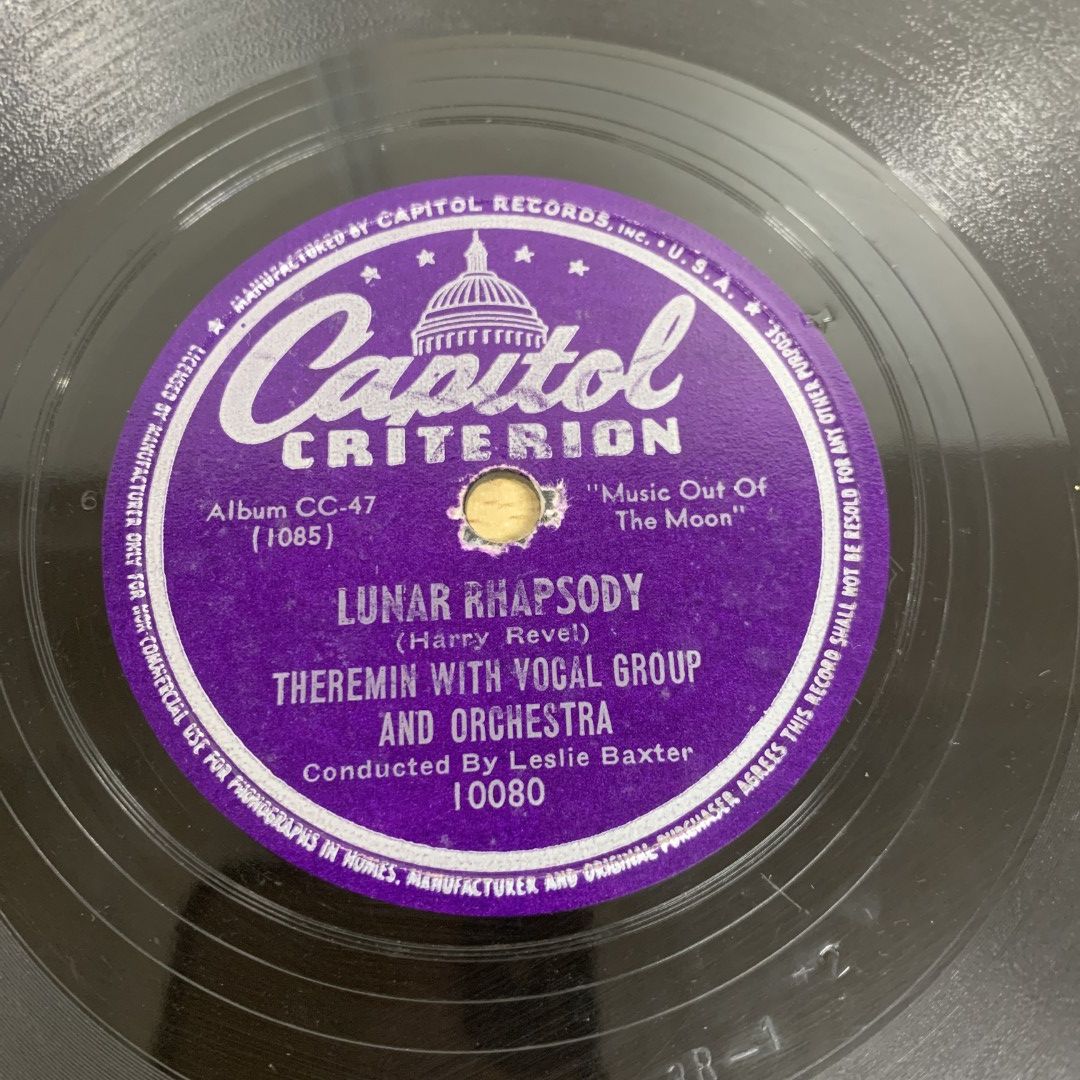 MANUFACTURED BY CAPITOL RECORDS, INC. • U. S. A.
Capitol
CRITERION
Album CC-47
(1085)
"Music Out Of
The Moon"
LUNAR RHAPSODY
(Harry Revel)
THEREMIN WITH VOCAL GROUP
AND ORCHESTRA
Conducted By Leslie Baxter
10080
LICENSED BY MANUFACTURER ONLY FOR NON-COMMERCIAL USE FOR PHONOGRAPHS IN HOMES. MANUFACTURER AND ORIGINAL PURCHASER AGREES THIS RECORD SHALL NOT BE RESOLD FOR ANY OTHER PURPOSE.
6
+2